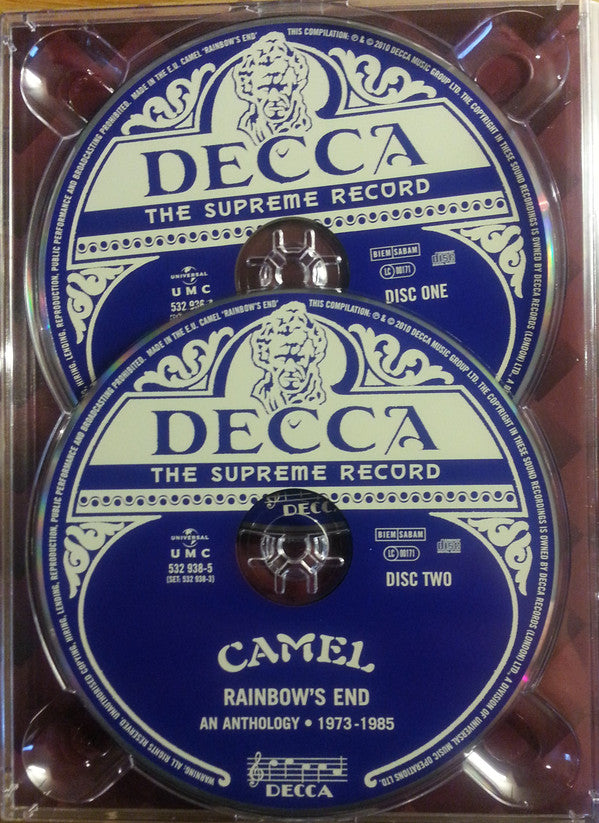 WARNING: ALL RIGHTS RESERVED. UNAUTHORISED COPYING, HIRING, LENDING, REPRODUCTION, PUBLIC PERFORMANCE AND BROADCASTING PROHIBITED. MADE IN THE E.U. CAMEL 'RAINBOW'S END' THIS COMPILATION: ℗ & © 2010 DECCA MUSIC GROUP LTD. THE COPYRIGHT IN THESE SOUND RECORDINGS IS OWNED BY DECCA RECORDS (LONDON) LTD. A DIVISION OF UNIVERSAL MUSIC OPERATIONS LTD.
HIRING, LENDING, REPRODUCTION, PUBLIC PERFORMANCE AND BROADCASTING PROHIBITED. MADE IN THE E.U. CAMEL 'RAINBOW'S END' THIS COMPILATION: ℗ & © 2010 DECCA MUSIC GROUP LTD. THE COPYRIGHT IN THESE SOUND RECORDINGS IS OWNED BY DECCA RECORDS (LONDON) LTD. A DIVISION
DECCA
THE SUPREME RECORD
UNIVERSAL
UMC
532 936-
BIEM SABAM
LC 00171
DISC ONE
DECCA
THE SUPREME RECORD
DECCA
UNIVERSAL
UMC
532 938-5
(SET: 532 938-3)
BIEM SABAM
LC 00171
DISC TWO
CAMEL
RAINBOW'S END
AN ANTHOLOGY • 1973-1985
DECCA